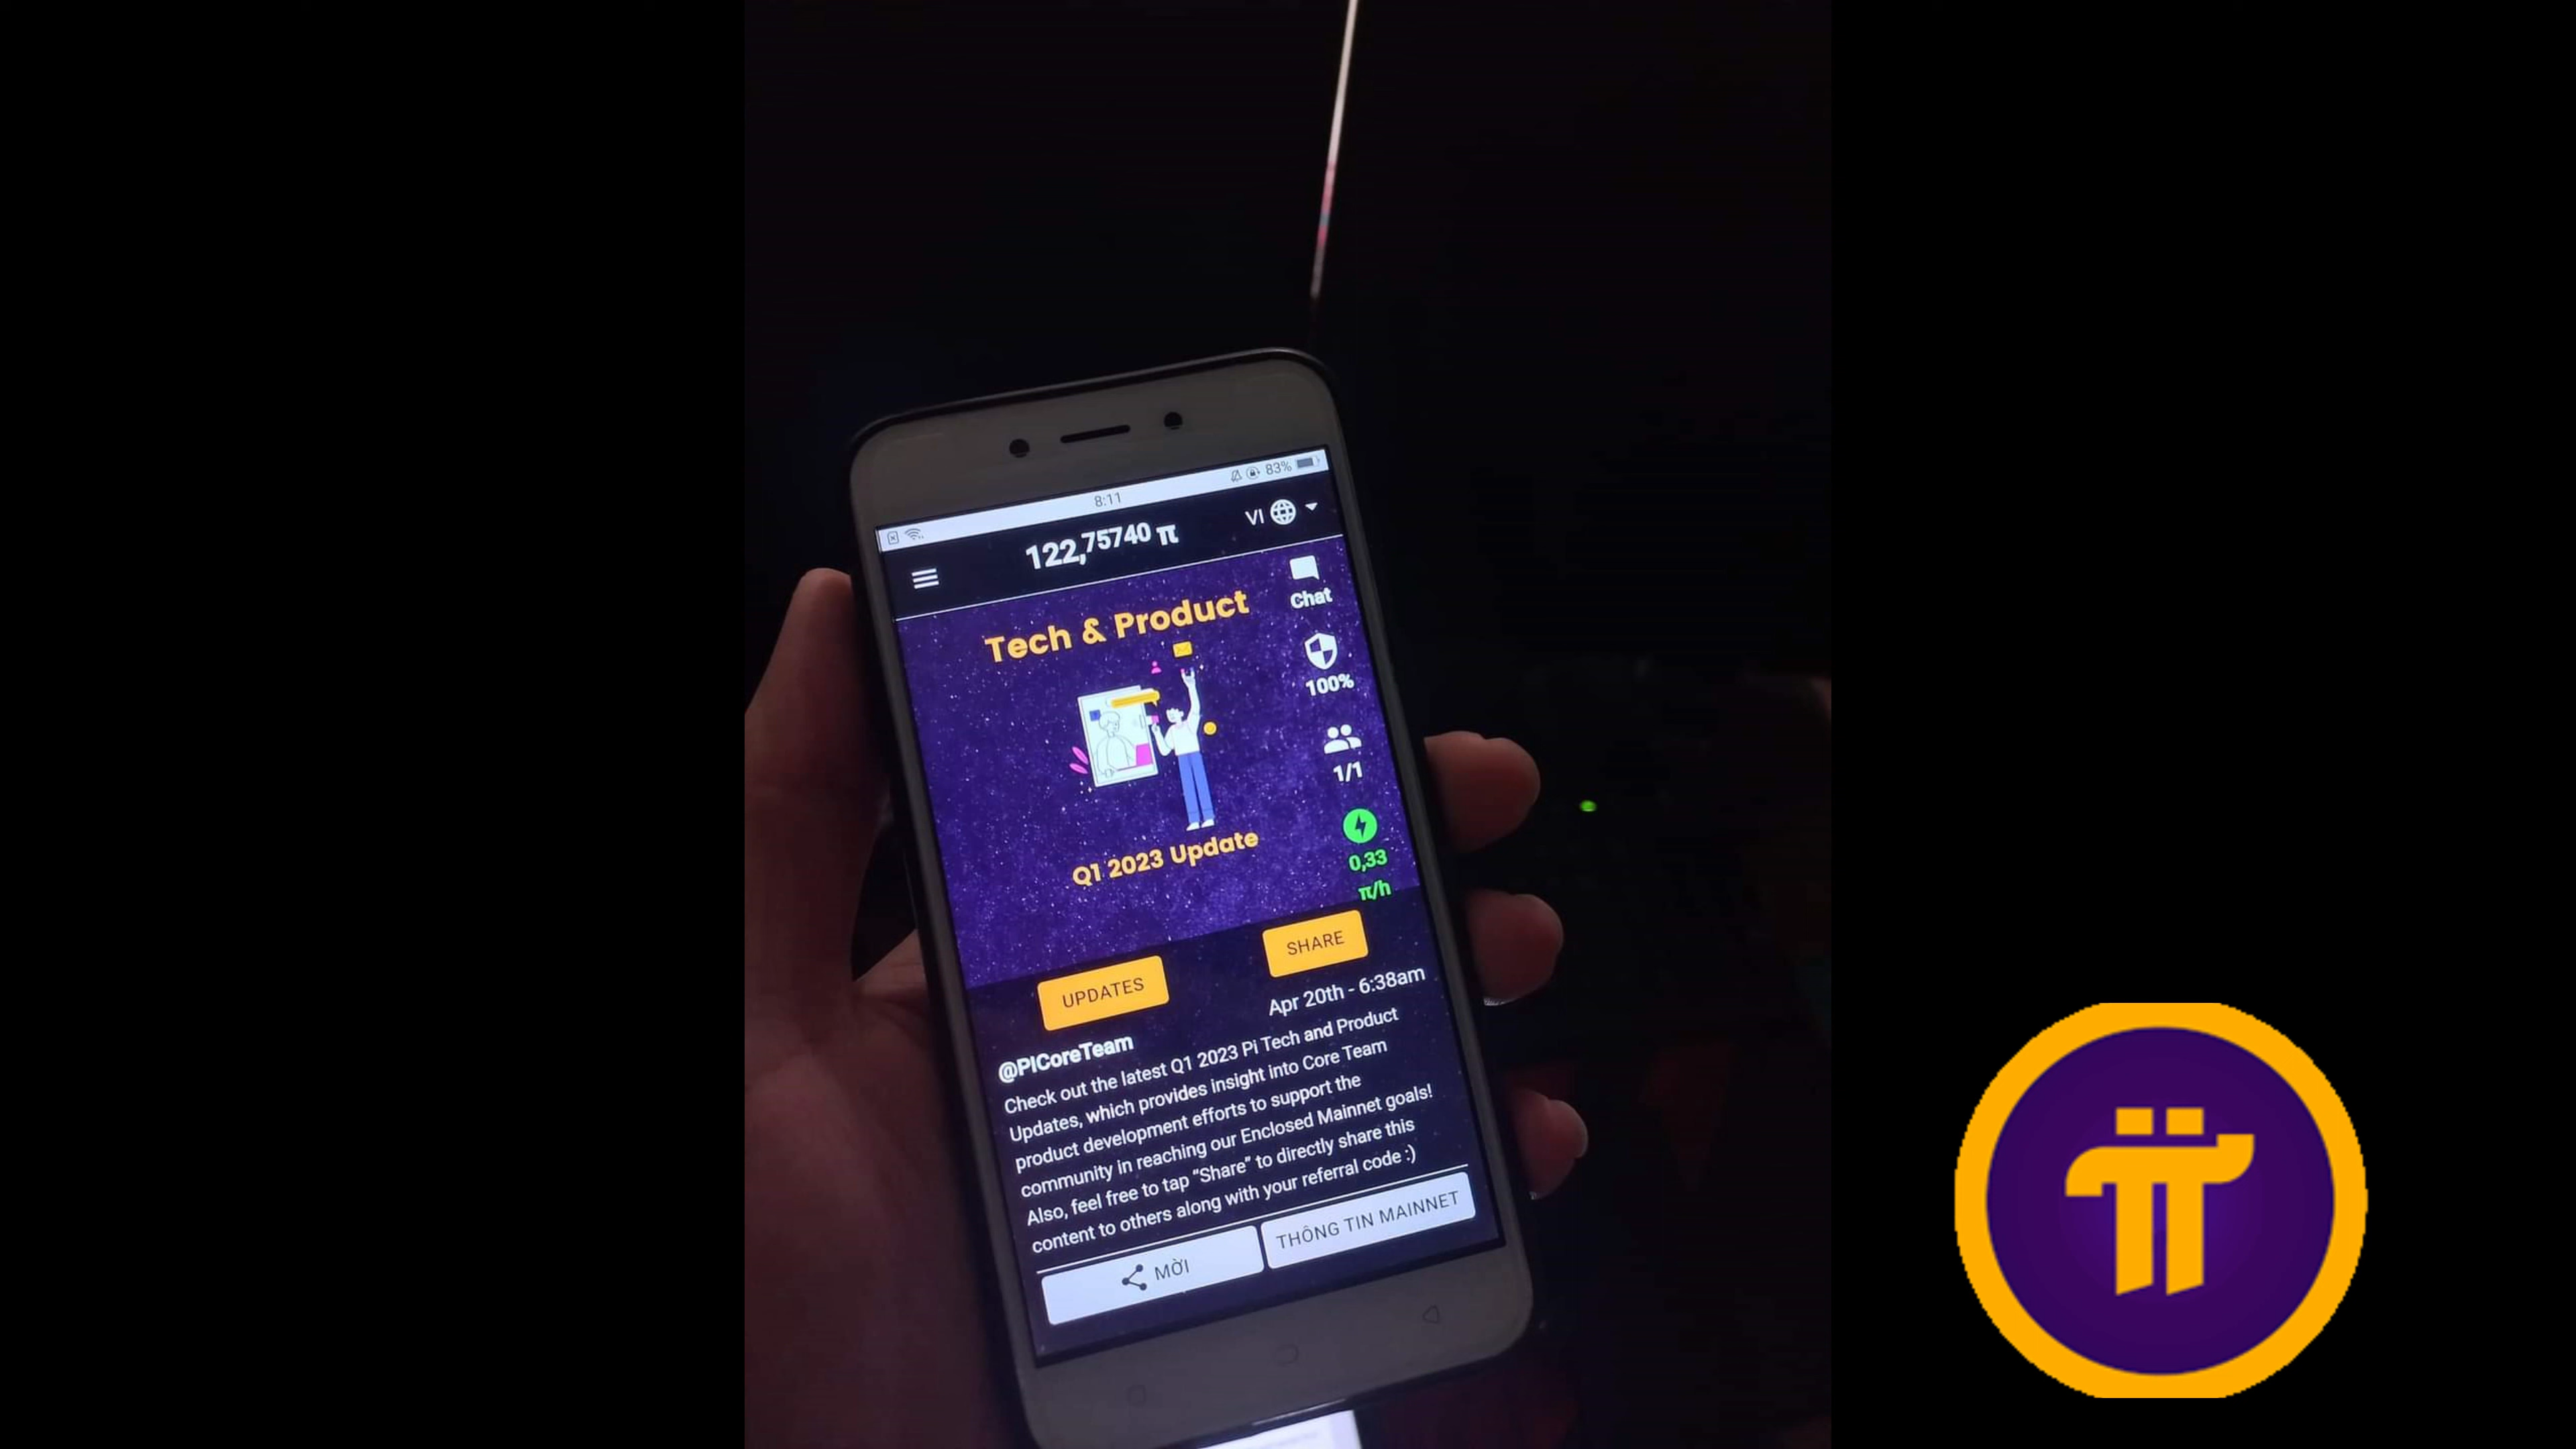 8:11
83%
122,75740 π
VI
Chat
Tech & Product
100%
1/1
0,33
π/h
Q1 2023 Update
SHARE
UPDATES
Apr 20th - 6:38am
@PiCoreTeam
Check out the latest Q1 2023 Pi Tech and Product
Updates, which provides insight into Core Team
product development efforts to support the
community in reaching our Enclosed Mainnet goals!
Also, feel free to tap “Share” to directly share this
content to others along with your referral code :)
MỜI
THÔNG TIN MAINNET